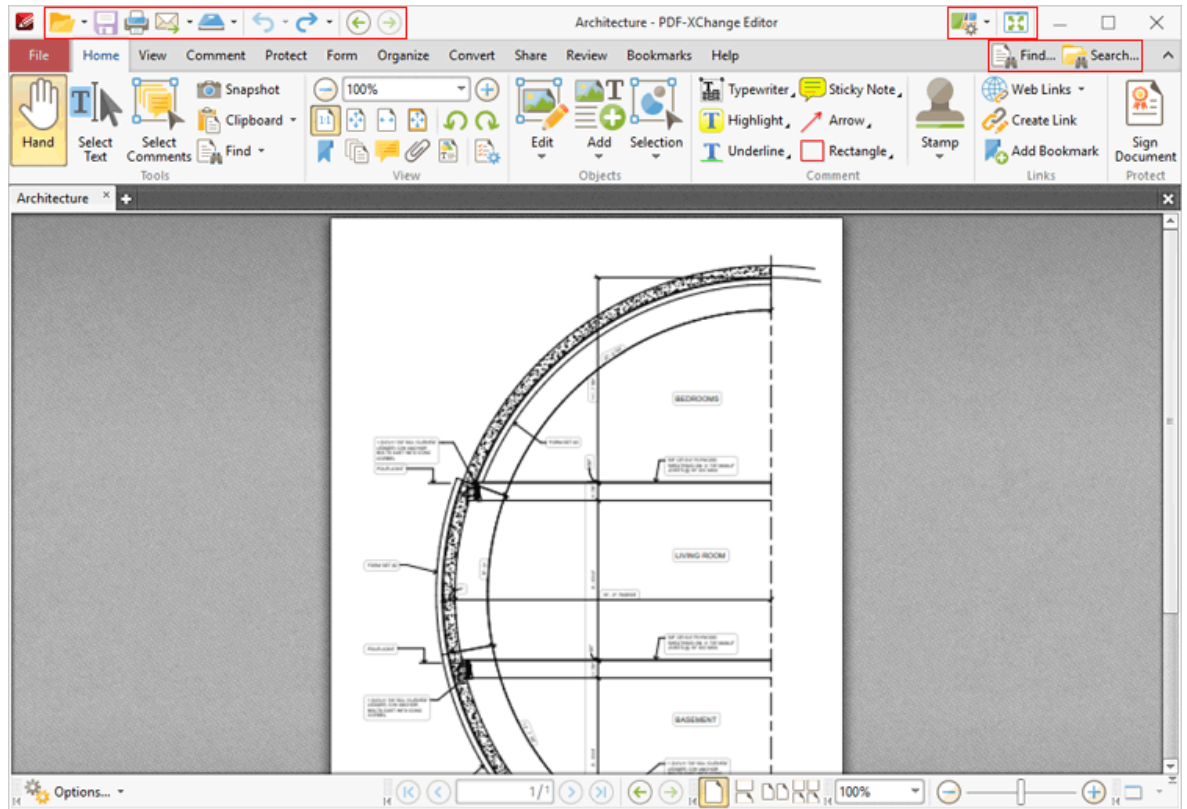 Architecture - PDF-XChange Editor
File Home View Comment Protect Form Organize Convert Share Review Bookmarks Help Find... Search...
Hand
Select Text
Select Comments
Snapshot
Clipboard
Find
Tools
100%
1:1
View
Edit
Add
Selection
Objects
Typewriter Sticky Note
Highlight Arrow
Underline Rectangle
Stamp
Comment
Web Links
Create Link
Add Bookmark
Links
Sign Document
Protect
Architecture
BEDROOMS
LIVING ROOM
BASEMENT
Options... 1/1 100%